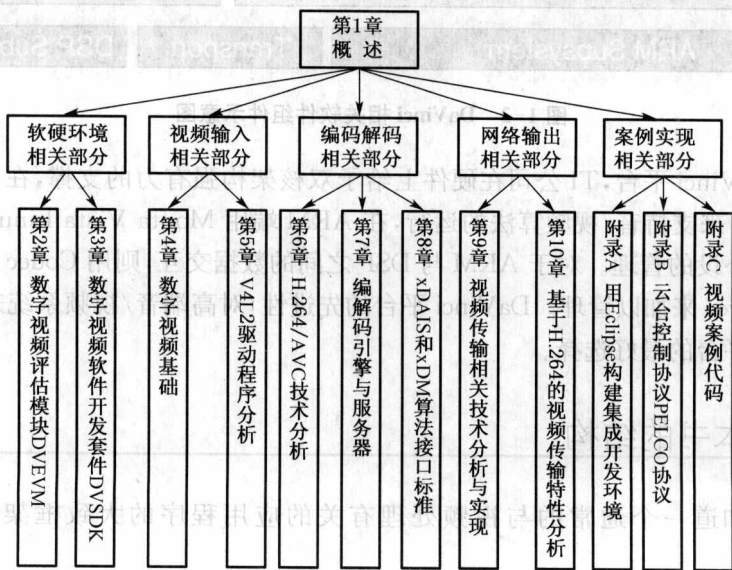 第1章
概 述
软硬环境
相关部分
视频输入
相关部分
编码解码
相关部分
网络输出
相关部分
案例实现
相关部分
第2章 数字视频评估模块DVEVM
第3章 数字视频软件开发套件DVSDK
第4章 数字视频基础
第5章 V4L2驱动程序分析
第6章 H.264/AVC技术分析
第7章 编解码引擎与服务器
第8章 xDAIS和xDM算法接口标准
第9章 视频传输相关技术分析与实现
第10章 基于H.264的视频传输特性分析
附录A 用Eclipse构建集成开发环境
附录B 云台控制协议PELCO协议
附录C 视频案例代码